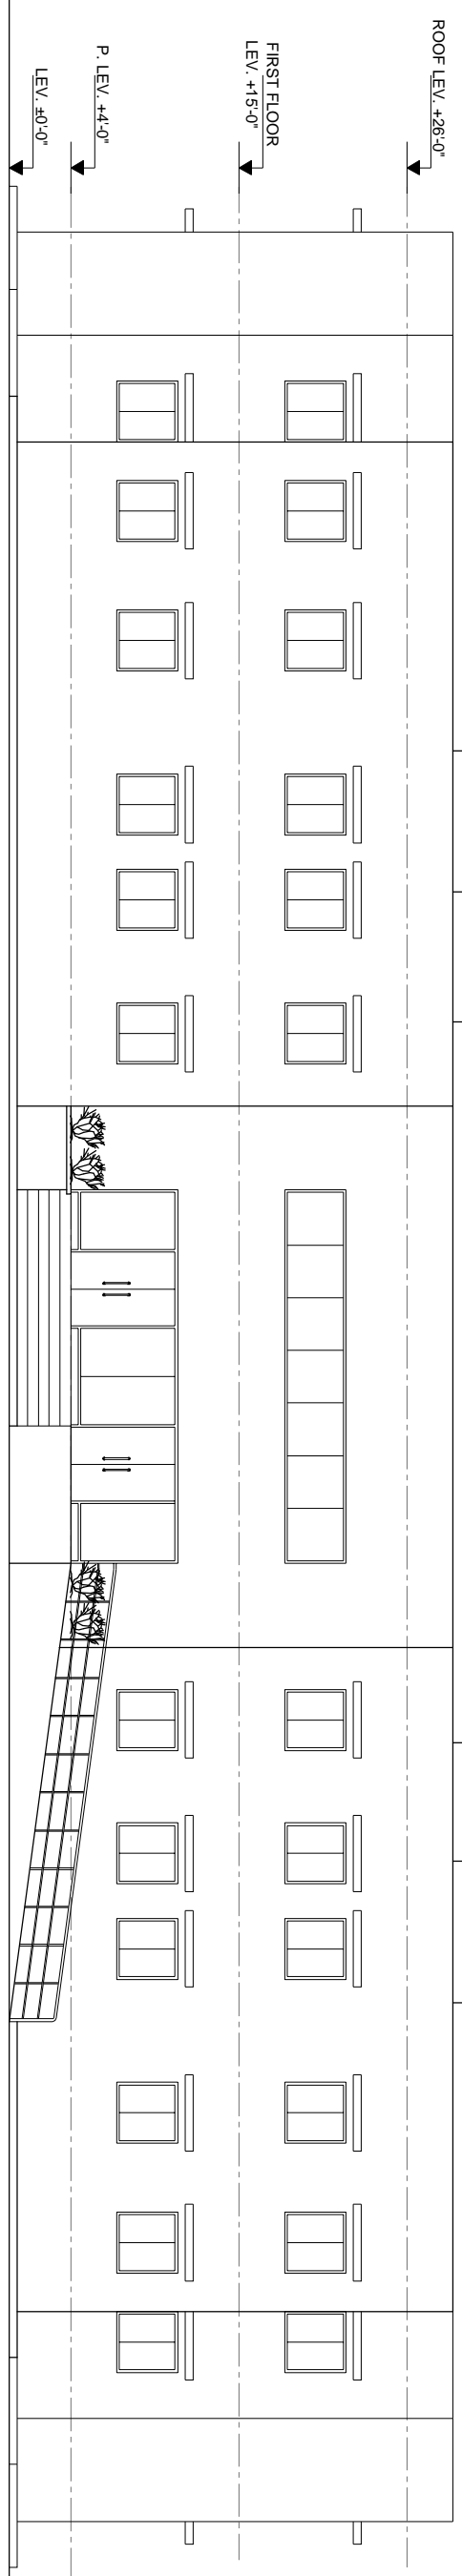 ROOF LEV. +26'-0"
FIRST FLOOR
LEV. +15'-0"
P. LEV. +4'-0"
LEV. ±0'-0"